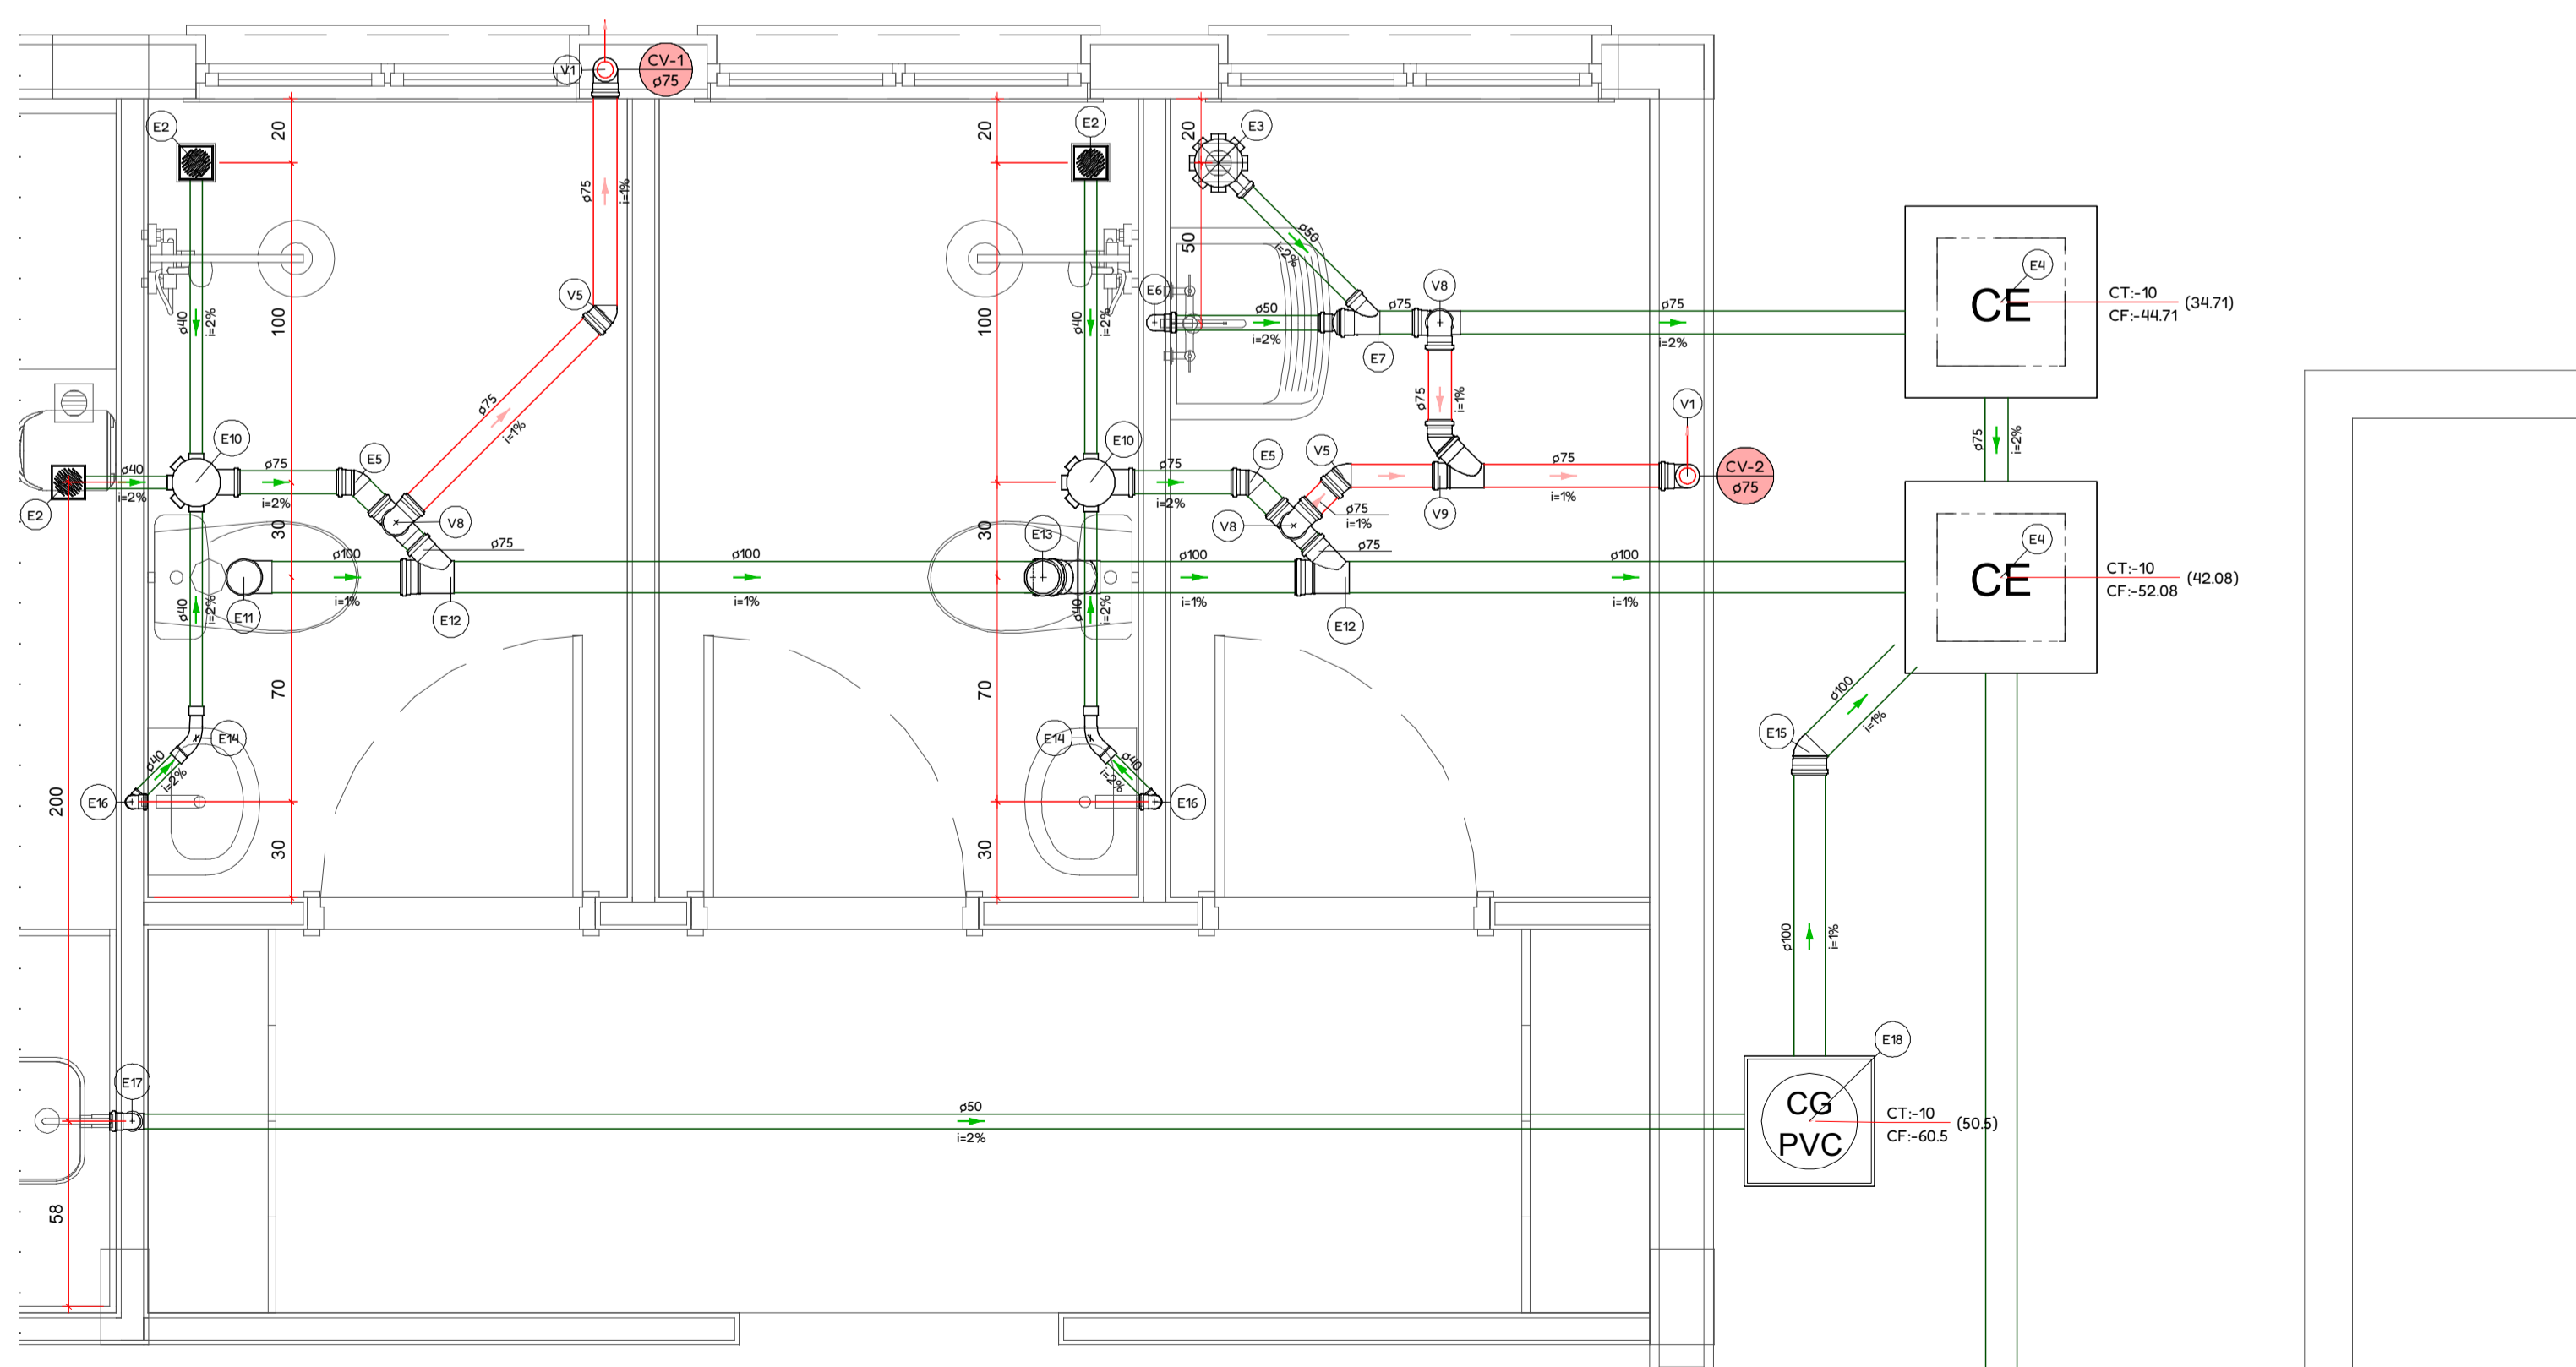 V1
CV-1
ø75
E2
20
E2
20
20
E3
ø75
i=1%
50
ø50
i=2%
V5
E6
ø50
i=2%
ø75
V8
E7
ø75
i=2%
E4
CE
CT:-10
CF:-44.71
(34.71)
ø40
i=2%
100
100
ø40
i=2%
ø75
i=1%
ø75
i=1%
V1
ø75
i=2%
E10
E5
E10
E5
V5
ø40
i=2%
E2
ø75
i=2%
V8
ø75
i=2%
V8
ø75
i=1%
V9
ø75
i=1%
CV-2
ø75
30
ø75
30
E13
ø75
ø100
i=1%
ø100
i=1%
ø100
i=1%
ø100
i=1%
E4
CE
CT:-10
CF:-52.08
(42.08)
ø40
i=2%
E11
E12
ø40
i=2%
E12
70
70
ø100
i=1%
E15
E14
E14
ø40
i=2%
ø40
i=2%
E16
E16
200
30
30
ø100
i=1%
E18
E17
ø50
i=2%
CG
PVC
CT:-10
CF:-60.5
(50.5)
58